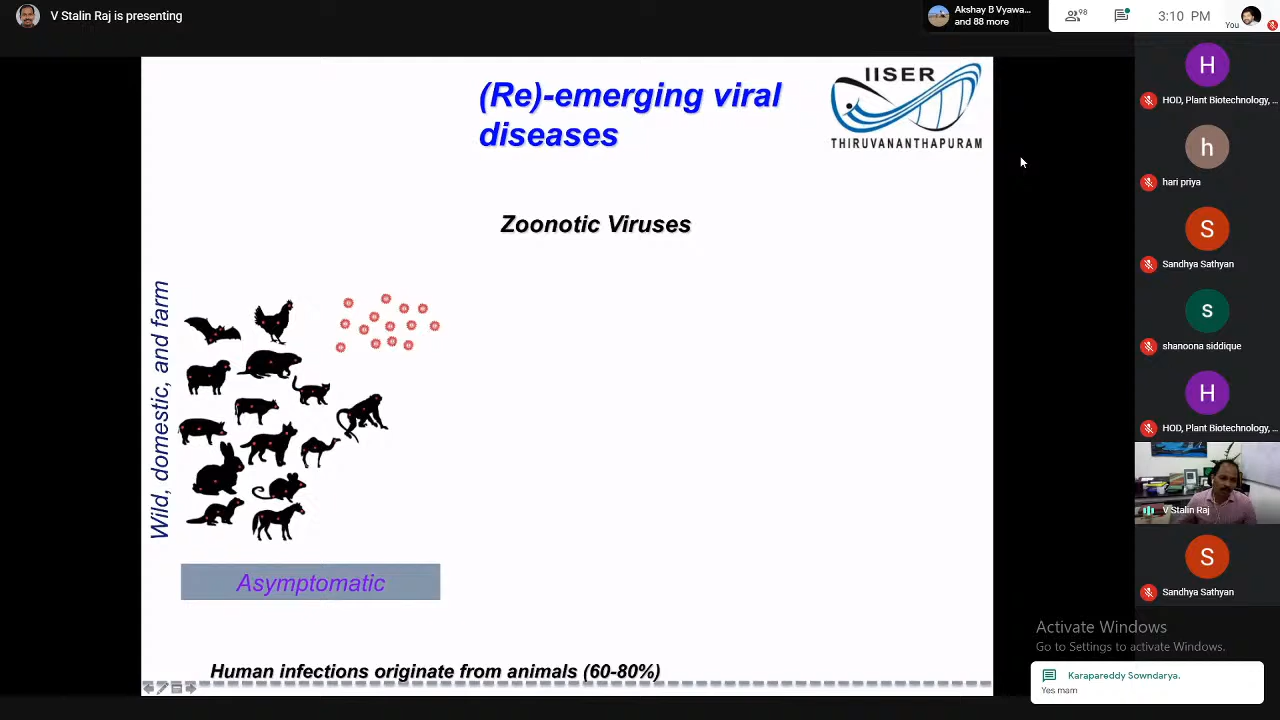 V Stalin Raj is presenting
Akshay B Vyawa...
and 88 more
98
3:10 PM
You
(Re)-emerging viral
diseases
IISER
THIRUVANANTHAPURAM
Zoonotic Viruses
Wild, domestic, and farm
Asymptomatic
Human infections originate from animals (60-80%)
H
HOD, Plant Biotechnology, ...
h
hari priya
S
Sandhya Sathyan
s
shanoona siddique
H
HOD, Plant Biotechnology, ...
V Stalin Raj
S
Sandhya Sathyan
Activate Windows
Go to Settings to activate Windows.
Karapareddy Sowndarya.
Yes mam